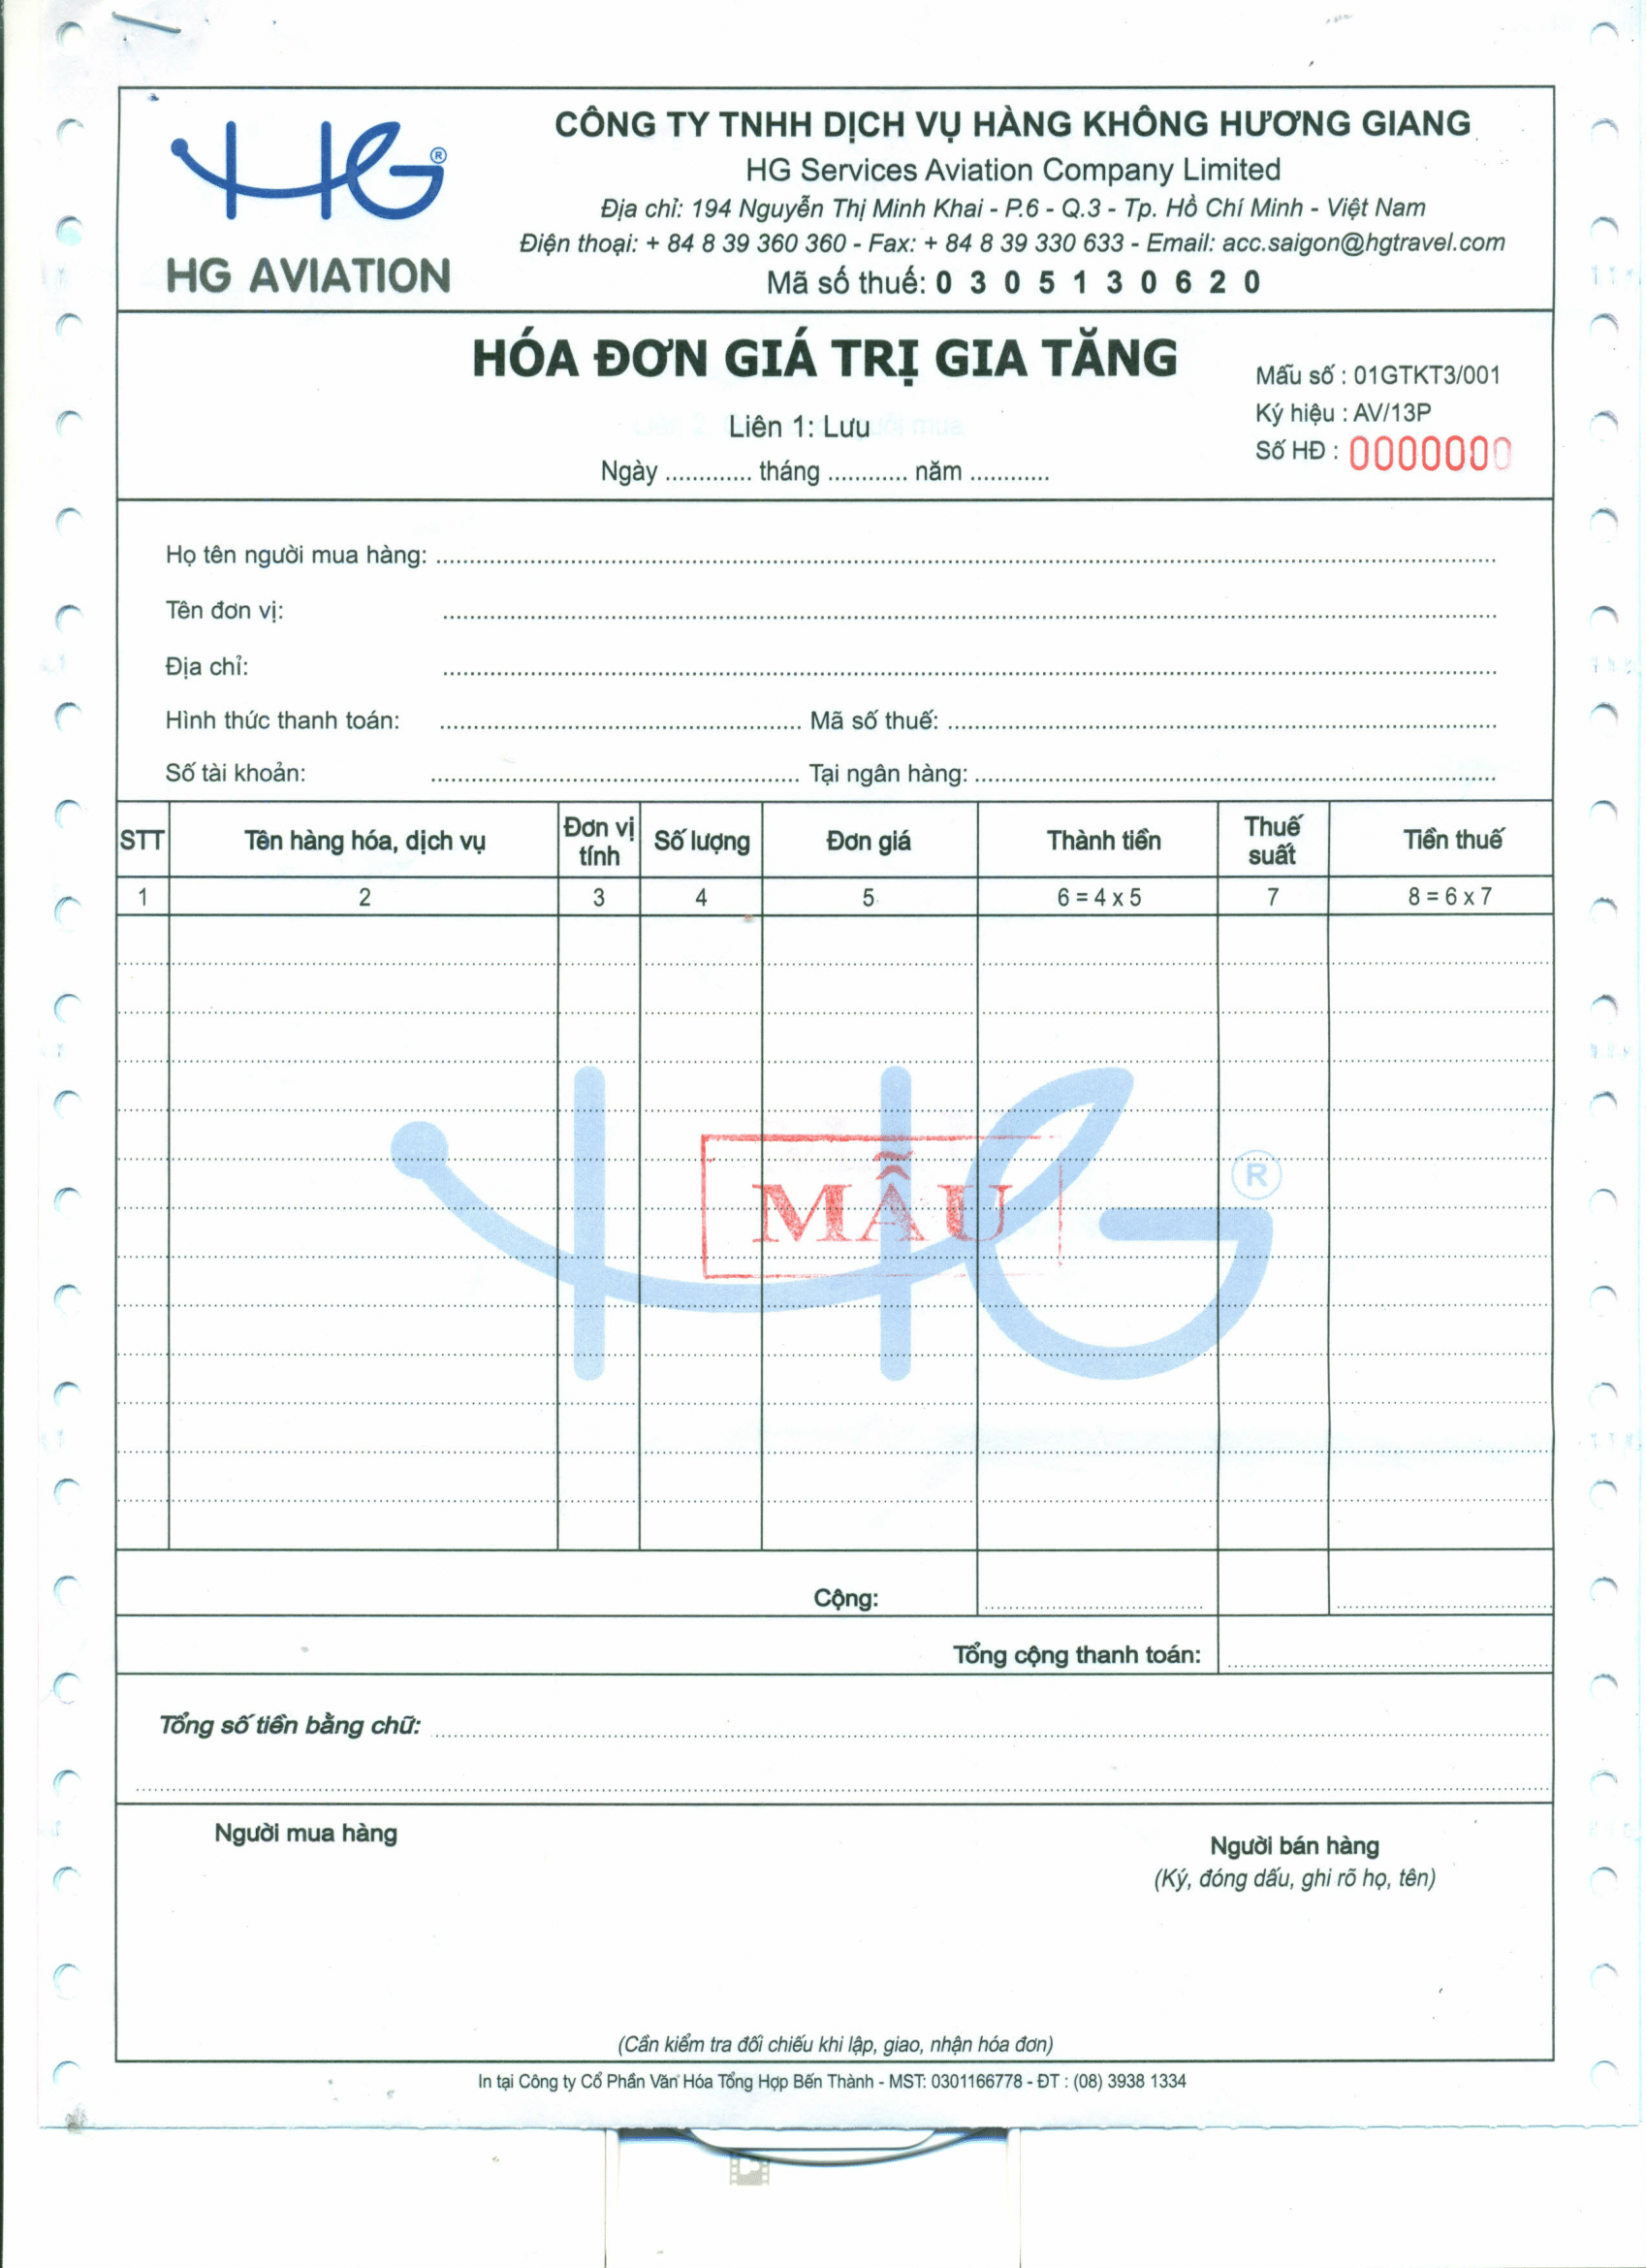 HG®
HG AVIATION
CÔNG TY TNHH DỊCH VỤ HÀNG KHÔNG HƯƠNG GIANG
HG Services Aviation Company Limited
Địa chỉ: 194 Nguyễn Thị Minh Khai - P.6 - Q.3 - Tp. Hồ Chí Minh - Việt Nam
Điện thoại: + 84 8 39 360 360 - Fax: + 84 8 39 330 633 - Email: acc.saigon@hgtravel.com
Mã số thuế: 0 3 0 5 1 3 0 6 2 0
HÓA ĐƠN GIÁ TRỊ GIA TĂNG
Liên 1: Lưu
Ngày ............. tháng ............ năm ............
Mẫu số : 01GTKT3/001
Ký hiệu : AV/13P
Số HĐ : 0000000
Họ tên người mua hàng:
Tên đơn vị:
Địa chỉ:
Hình thức thanh toán: Mã số thuế:
Số tài khoản: Tại ngân hàng:
STT Tên hàng hóa, dịch vụ Đơn vị tính Số lượng Đơn giá Thành tiền Thuế suất Tiền thuế
1 2 3 4 5 6 = 4 x 5 7 8 = 6 x 7
HG®
MẪU
Cộng:
Tổng cộng thanh toán:
Tổng số tiền bằng chữ:
Người mua hàng
Người bán hàng
(Ký, đóng dấu, ghi rõ họ, tên)
(Cần kiểm tra đối chiếu khi lập, giao, nhận hóa đơn)
In tại Công ty Cổ Phần Văn Hóa Tổng Hợp Bến Thành - MST: 0301166778 - ĐT : (08) 3938 1334